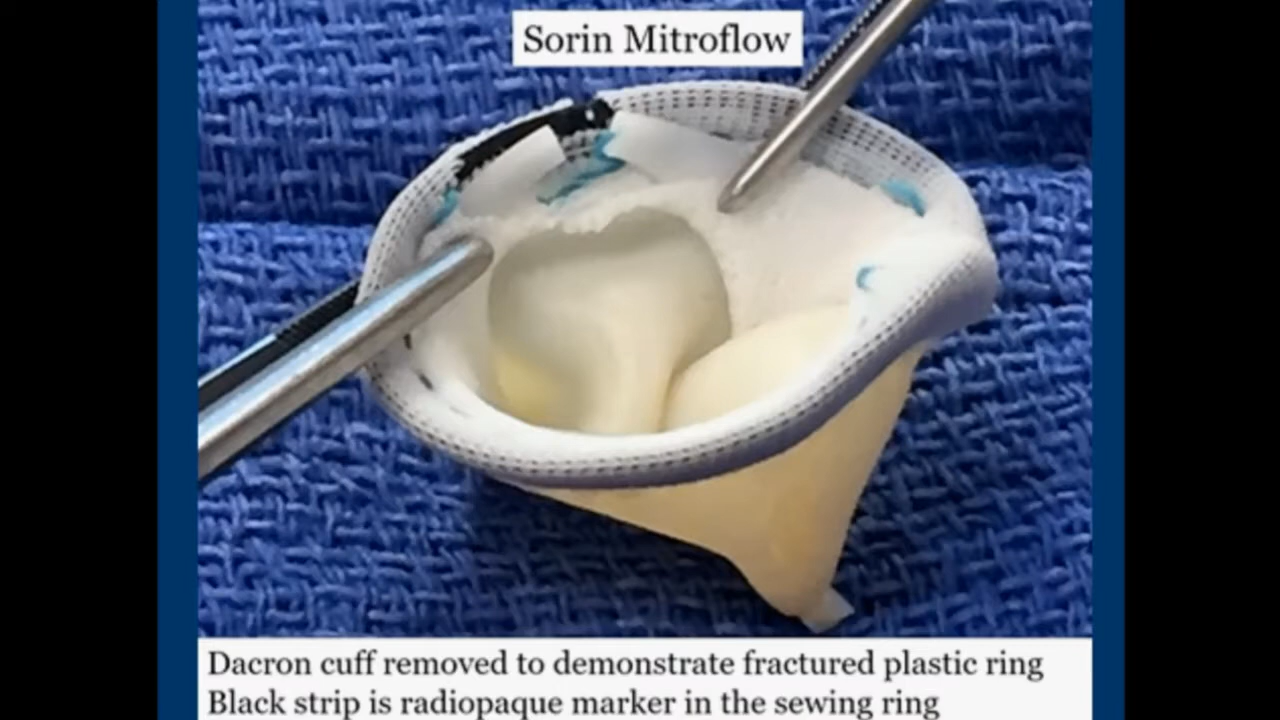 Sorin Mitroflow
Dacron cuff removed to demonstrate fractured plastic ring
Black strip is radiopaque marker in the sewing ring